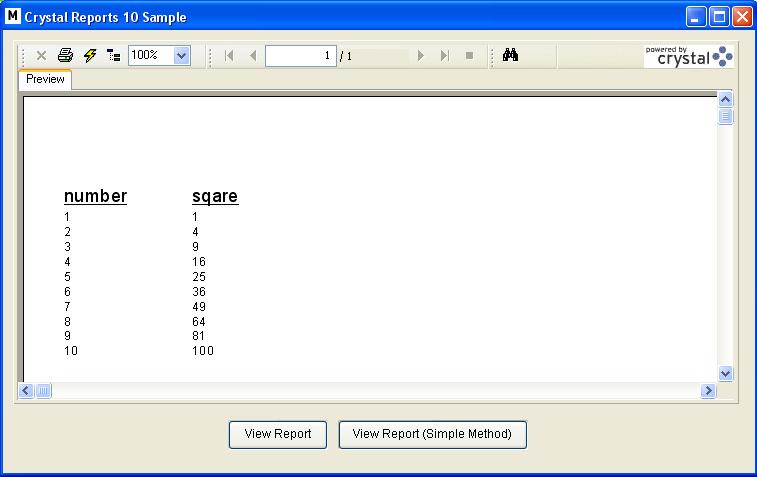 M Crystal Reports 10 Sample
100% 1 / 1 powered by crystal
Preview
number sqare
1 1
2 4
3 9
4 16
5 25
6 36
7 49
8 64
9 81
10 100
View Report View Report (Simple Method)